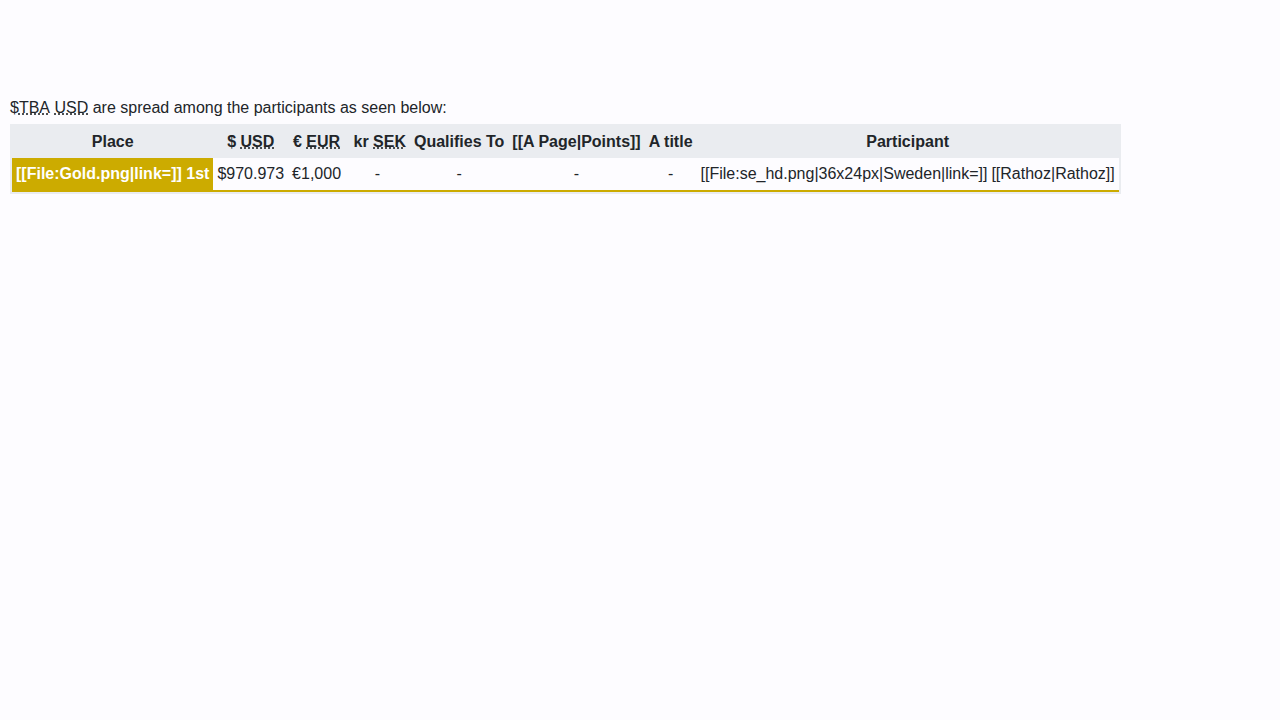 $TBA USD are spread among the participants as seen below:
Place $ USD € EUR kr SEK Qualifies To [[A Page|Points]] A title Participant
[[File:Gold.png|link=]] 1st $970.973 €1,000 - - - - [[File:se_hd.png|36x24px|Sweden|link=]] [[Rathoz|Rathoz]]